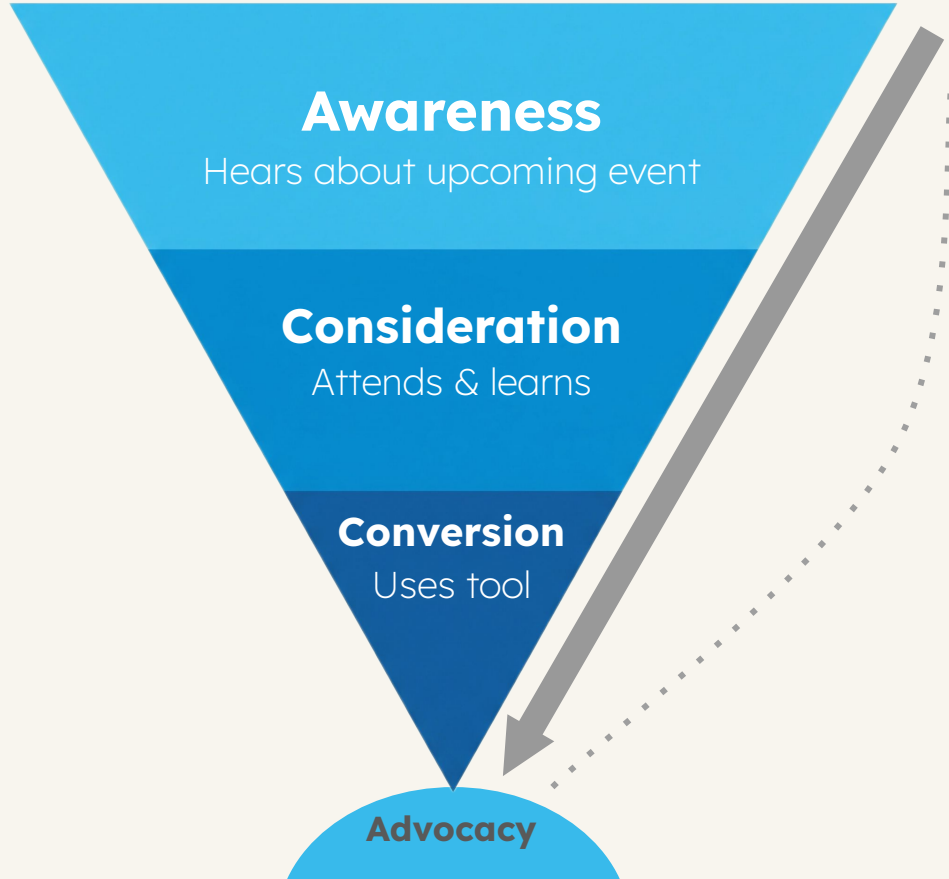 Awareness
Hears about upcoming event
Consideration
Attends & learns
Conversion
Uses tool
Advocacy